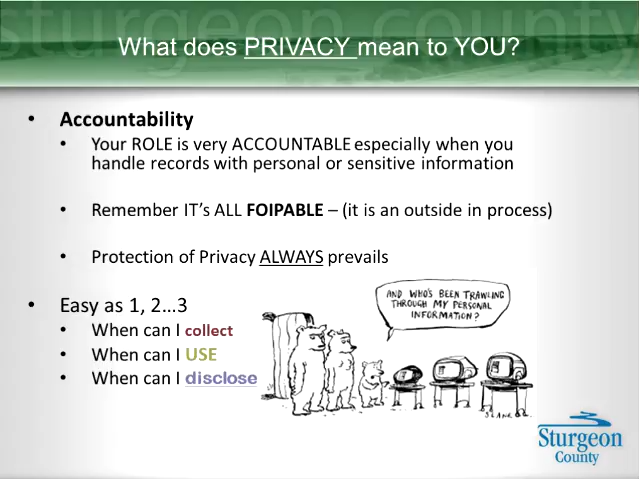 sturgeon county
What does PRIVACY mean to YOU?
• Accountability
• Your ROLE is very ACCOUNTABLE especially when you
handle records with personal or sensitive information
• Remember IT's ALL FOIPABLE – (it is an outside in process)
• Protection of Privacy ALWAYS prevails
• Easy as 1, 2...3
• When can I collect
• When can I USE
• When can I disclose
AND WHO'S BEEN TRAWLING
THROUGH MY PERSONAL
INFORMATION?
BLANK
Sturgeon
County